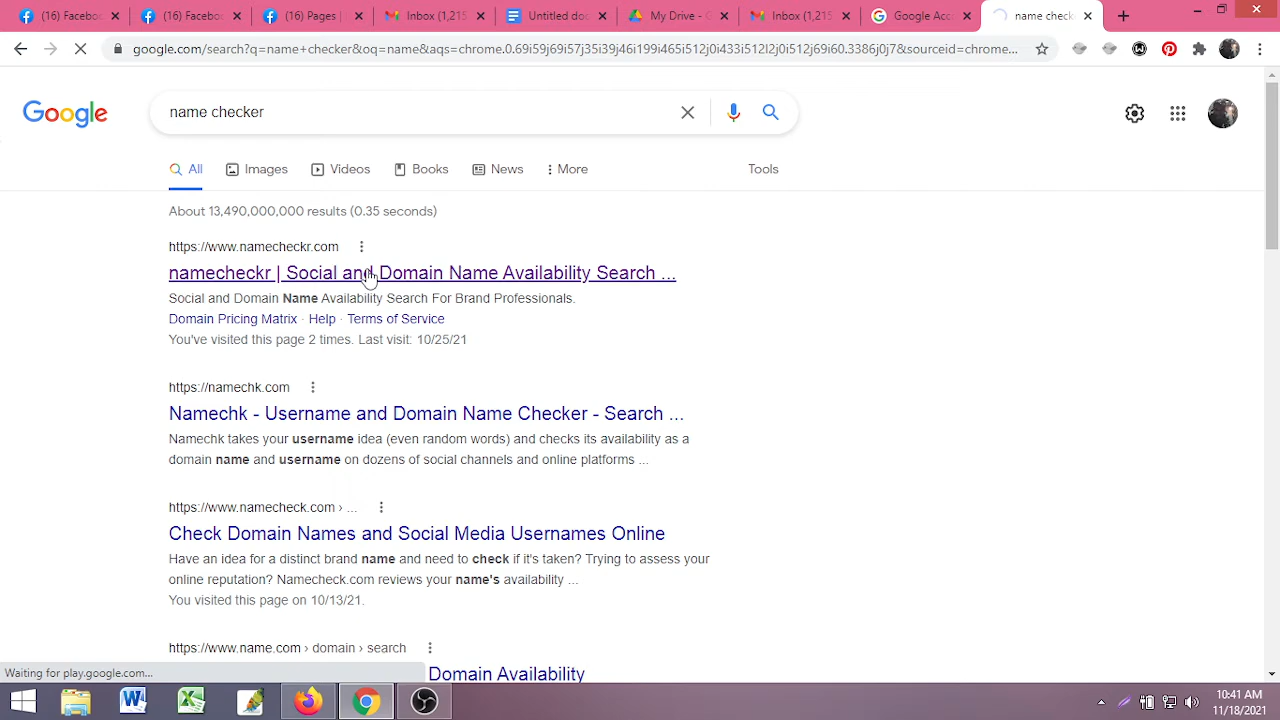 (16) Faceboo
(16) Faceboo
(16) Pages |
Inbox (1,215
Untitled doc
My Drive - G
Inbox (1,215
Google Acc
name check
google.com/search?q=name+checker&oq=name&aqs=chrome.0.69i59j69i57j35i39j46i199i465i512j0i433i512l2j0i512j69i60.3386j0j7&sourceid=chrome...
Google
name checker
All
Images
Videos
Books
News
More
Tools
About 13,490,000,000 results (0.35 seconds)
https://www.namecheckr.com
namecheckr | Social and Domain Name Availability Search ...
Social and Domain Name Availability Search For Brand Professionals.
Domain Pricing Matrix · Help · Terms of Service
You've visited this page 2 times. Last visit: 10/25/21
https://namechk.com
Namechk - Username and Domain Name Checker - Search ...
Namechk takes your username idea (even random words) and checks its availability as a
domain name and username on dozens of social channels and online platforms ...
https://www.namecheck.com › ...
Check Domain Names and Social Media Usernames Online
Have an idea for a distinct brand name and need to check if it's taken? Trying to assess your
online reputation? Namecheck.com reviews your name's availability ...
You visited this page on 10/13/21.
https://www.name.com › domain › search
Domain Availability
Waiting for play.google.com...
10:41 AM
11/18/2021